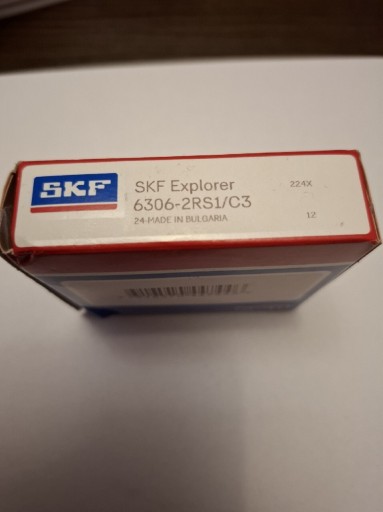 SKF
SKF Explorer
224X
6306-2RS1/C3
12
24-MADE IN BULGARIA